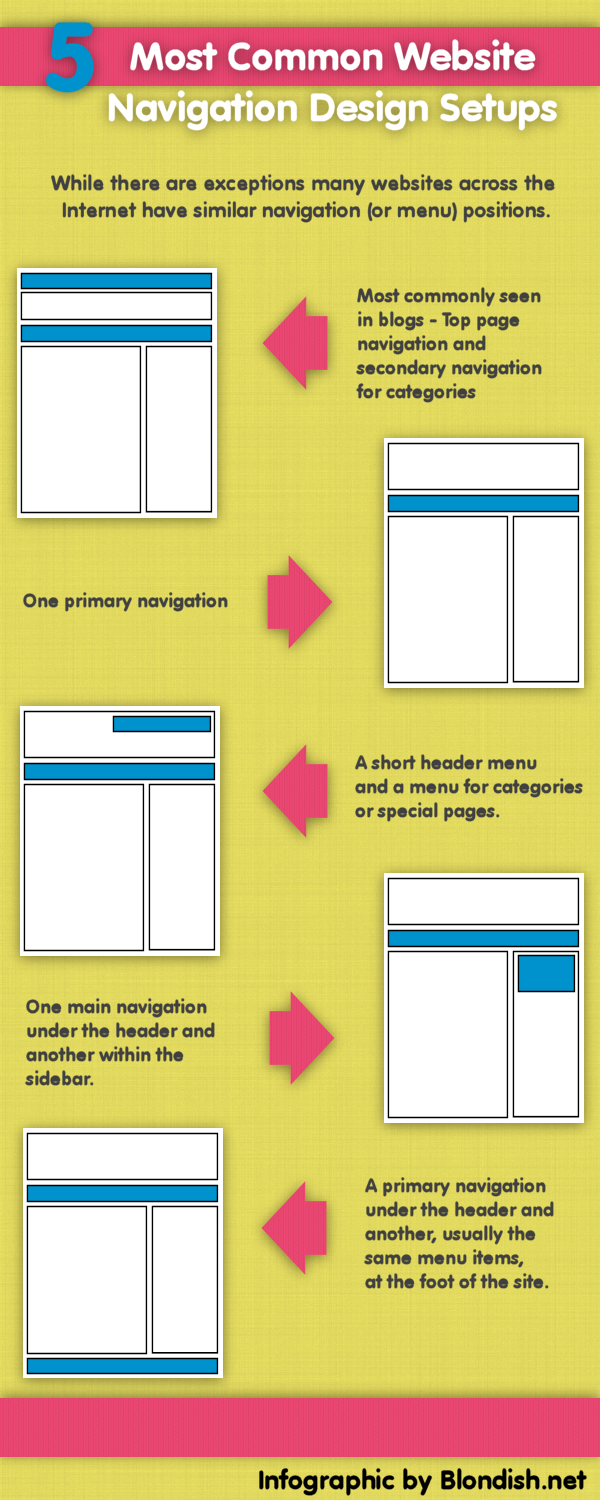 5 Most Common Website
Navigation Design Setups
While there are exceptions many websites across the
Internet have similar navigation (or menu) positions.
Most commonly seen
in blogs - Top page
navigation and
secondary navigation
for categories
One primary navigation
A short header menu
and a menu for categories
or special pages.
One main navigation
under the header and
another within the
sidebar.
A primary navigation
under the header and
another, usually the
same menu items,
at the foot of the site.
Infographic by Blondish.net